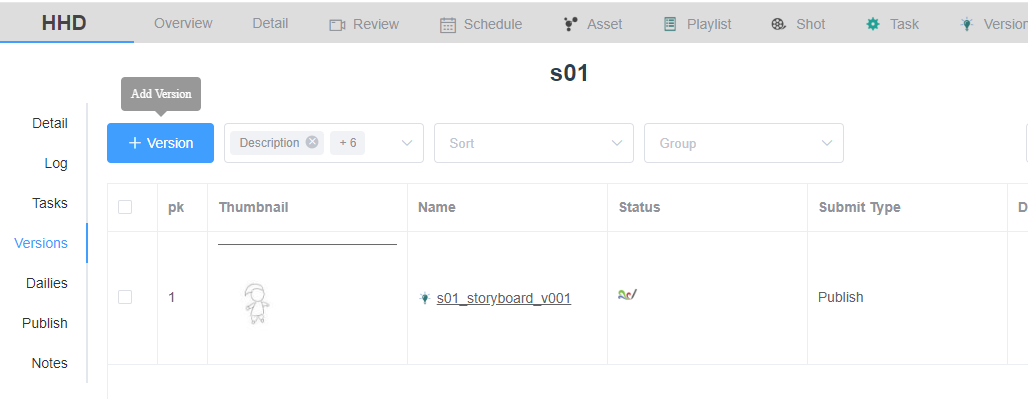 HHD Overview Detail Review Schedule Asset Playlist Shot Task Version
s01
Add Version
Version Description + 6 Sort Group
Detail
Log
Tasks
Versions
Dailies
Publish
Notes
pk Thumbnail Name Status Submit Type D
1 s01_storyboard_v001 Publish